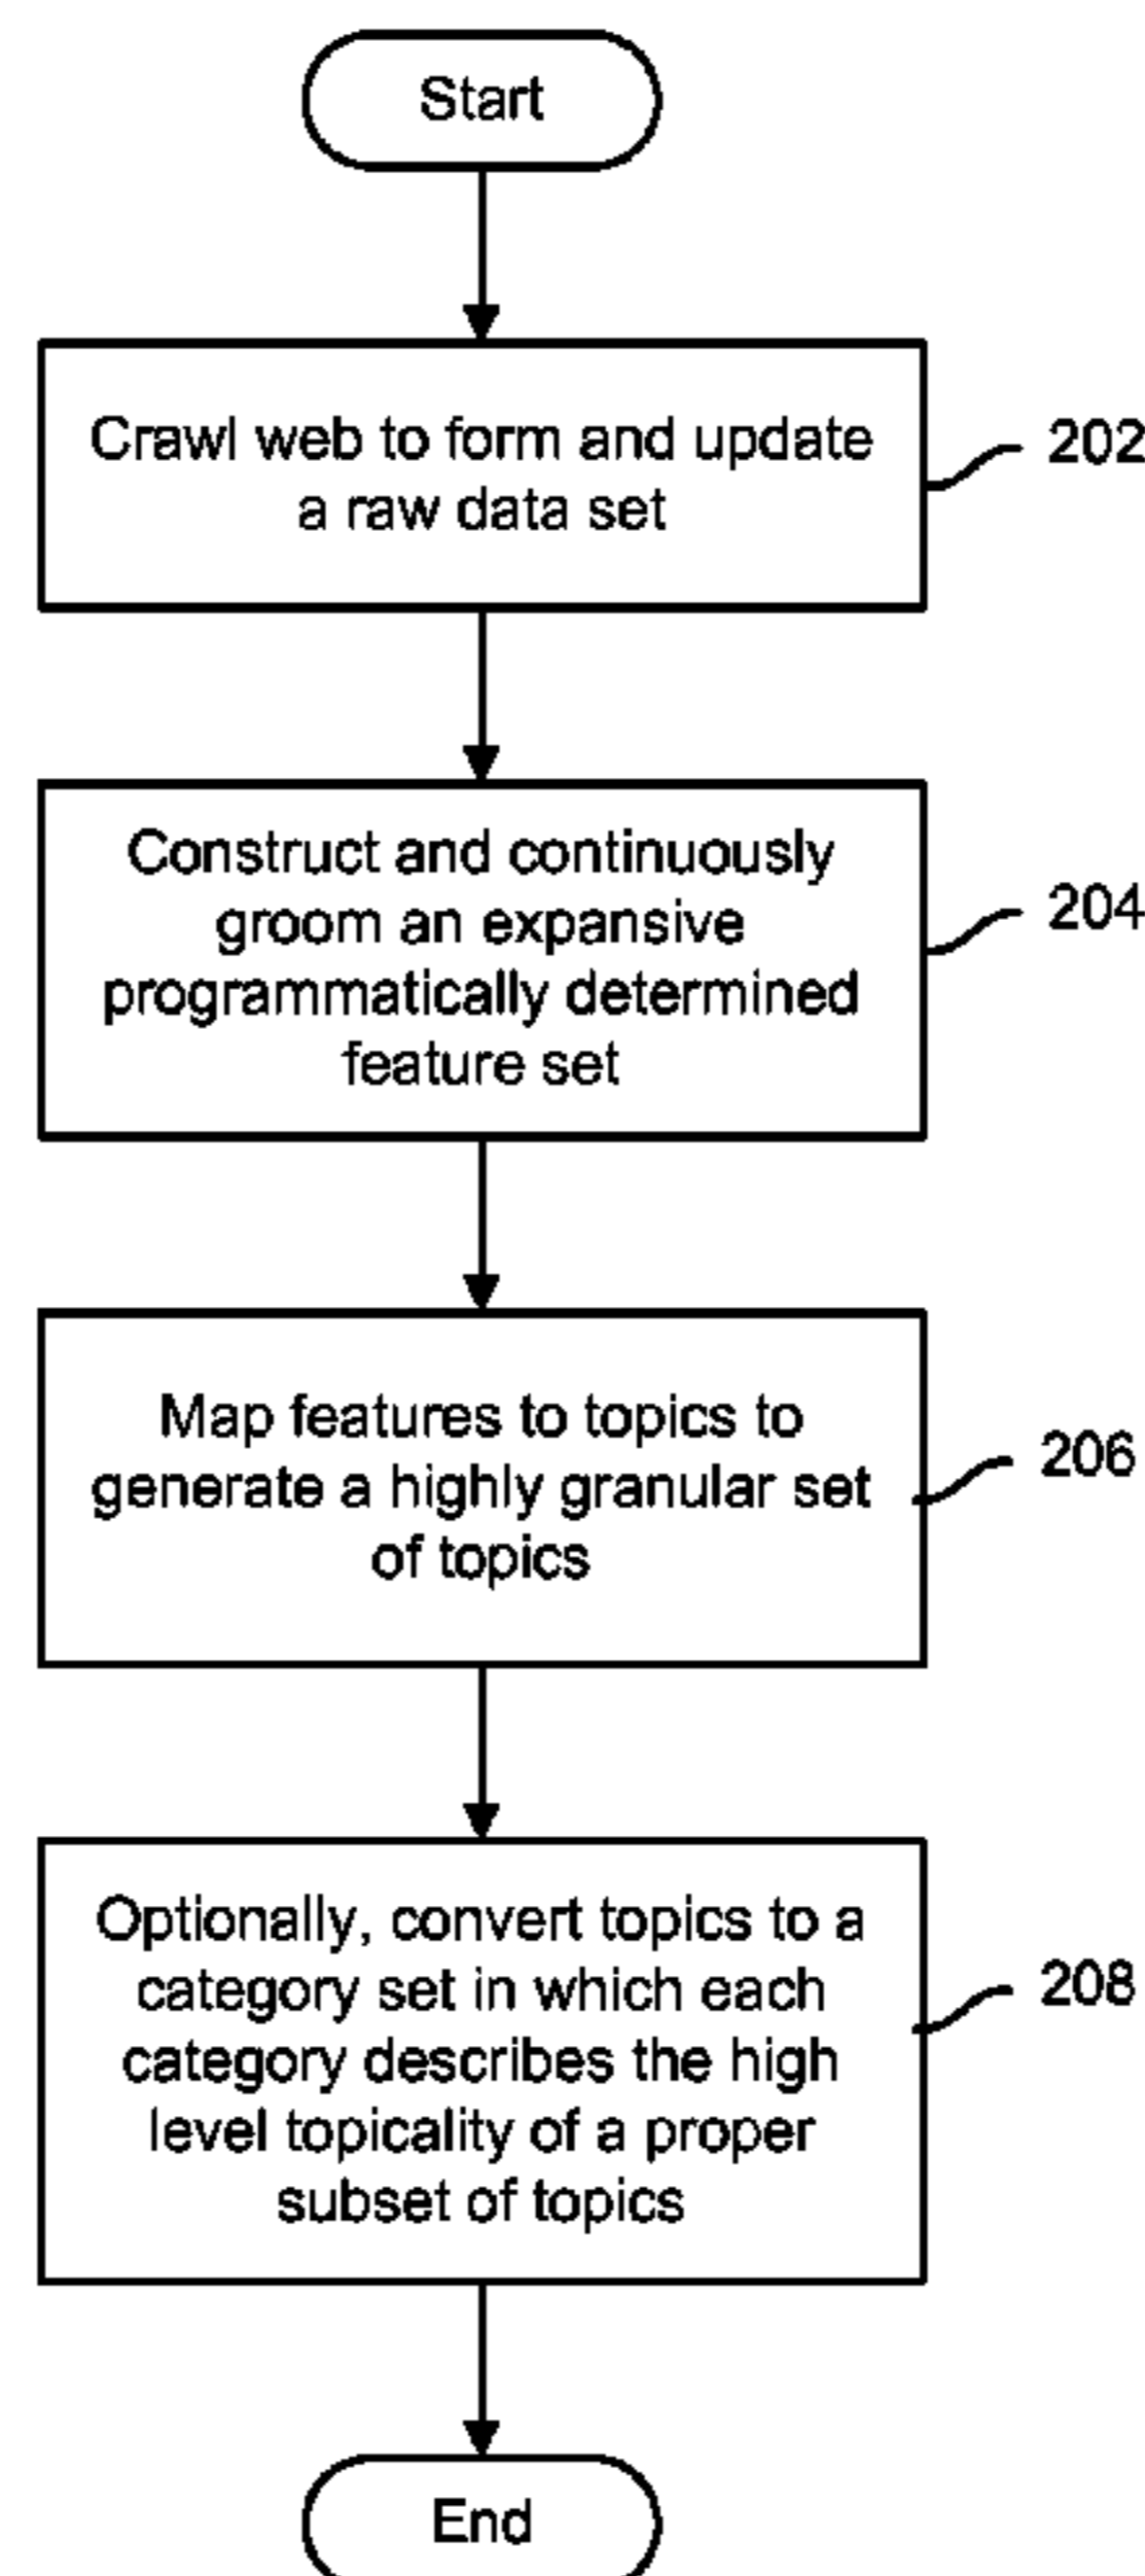 Start
Crawl web to form and update
a raw data set
202
Construct and continuously
groom an expansive
programmatically determined
feature set
204
Map features to topics to
generate a highly granular set
of topics
206
Optionally, convert topics to a
category set in which each
category describes the high
level topicality of a proper
subset of topics
208
End